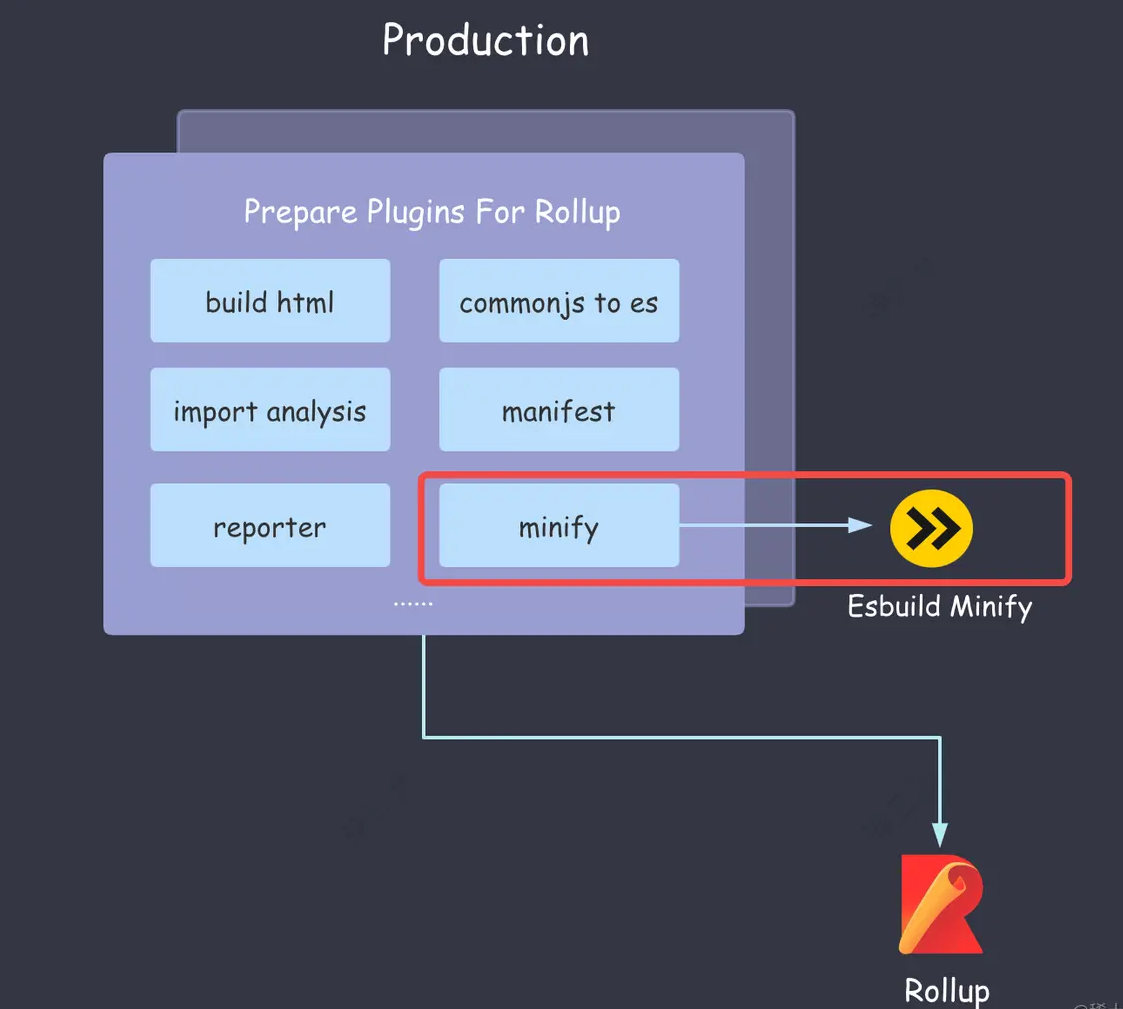 Production
Prepare Plugins For Rollup
build html
commonjs to es
import analysis
manifest
reporter
minify
......
Esbuild Minify
Rollup